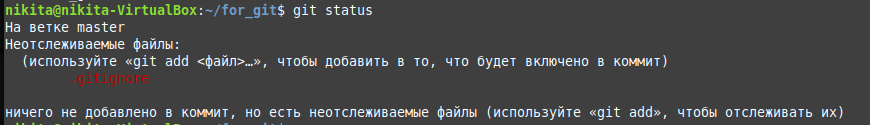 nikita@nikita-VirtualBox:~/for_git$ git status
На ветке master
Неотслеживаемые файлы:
(используйте «git add <файл>…», чтобы добавить в то, что будет включено в коммит)
.gitignore
ничего не добавлено в коммит, но есть неотслеживаемые файлы (используйте «git add», чтобы отслеживать их)